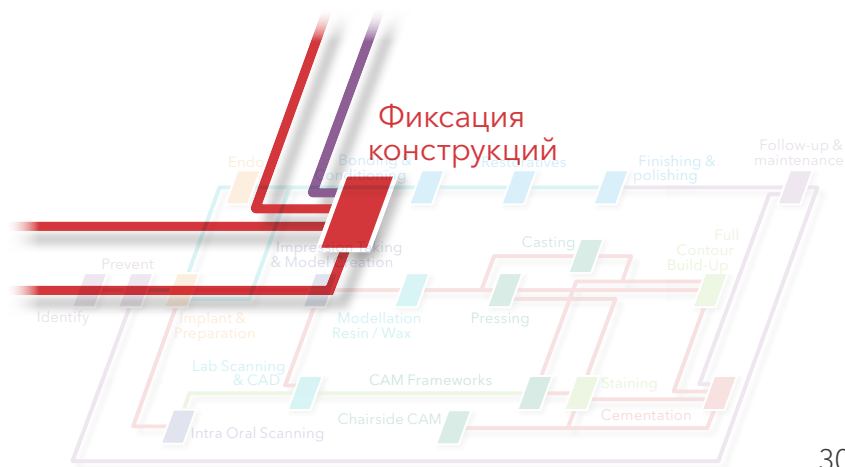 Фиксация
конструкций
Follow-up &
maintenance
Endo
Bonding &
Conditioning
Restoratives
Finishing &
polishing
Impression Taking
& Model Creation
Casting
Full
Contour
Build-Up
Prevent
Identify
Implant &
Preparation
Modellation
Resin / Wax
Pressing
Lab Scanning
& CAD
CAM Frameworks
Staining
Chairside CAM
Cementation
Intra Oral Scanning
30